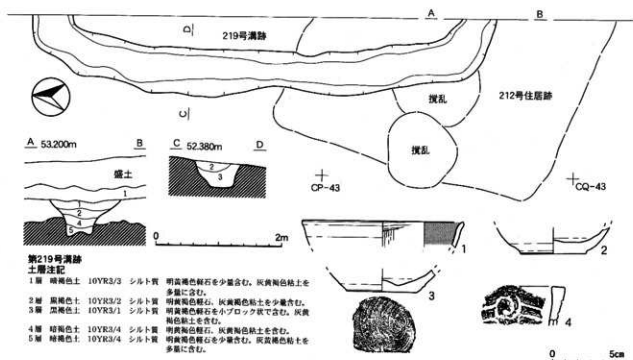 A
B
D
219号溝跡
攪乱
212号住居跡
C
攪乱
A 53.200m B
C 52.380m D
盛土
1
1
2
4
5
2
3
CP-43
CQ-43
0 2m
1
2
3
4
第219号溝跡
土層注記
1層 暗褐色土 10YR3/3 シルト質 明黄褐色軽石を少量含む。灰黄褐色粘土を
多量に含む。
2層 黒褐色土 10YR3/2 シルト質 明黄褐色軽石、灰黄褐色粘土を少量含む。
3層 黒褐色土 10YR3/1 シルト質 明黄褐色軽石を小ブロック状で含む。灰黄
褐色粘土を含む。
4層 暗褐色土 10YR3/4 シルト質 明黄褐色軽石、灰黄褐色粘土を含む。
5層 暗褐色土 10YR3/4 シルト質 明黄褐色軽石を少量含む。灰黄褐色粘土を
多量に含む。
0 5cm